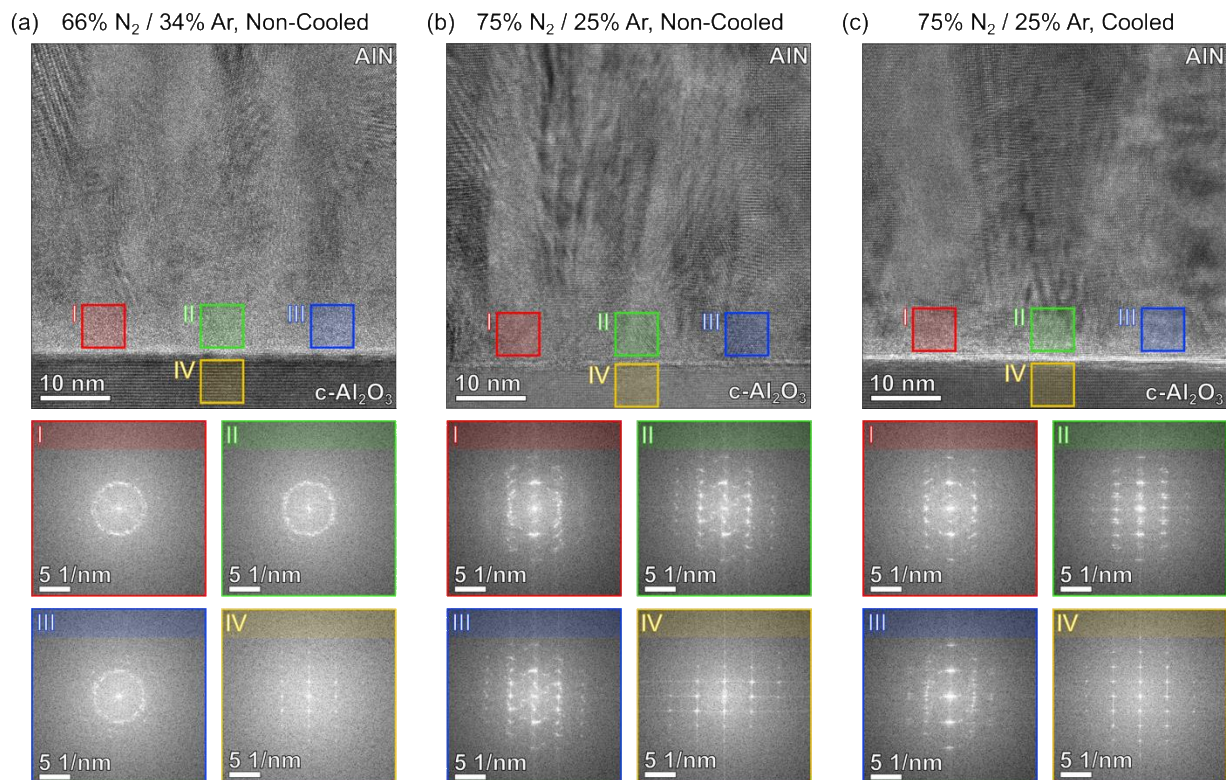 (a) 66% N₂ / 34% Ar, Non-Cooled
(b) 75% N₂ / 25% Ar, Non-Cooled
(c) 75% N₂ / 25% Ar, Cooled
AlN
I
II
III
IV
10 nm
c-Al₂O₃
AlN
I
II
III
IV
10 nm
c-Al₂O₃
AlN
I
II
III
IV
10 nm
c-Al₂O₃
I
5 1/nm
II
5 1/nm
I
5 1/nm
II
5 1/nm
I
5 1/nm
II
5 1/nm
III
5 1/nm
IV
5 1/nm
III
5 1/nm
IV
5 1/nm
III
5 1/nm
IV
5 1/nm